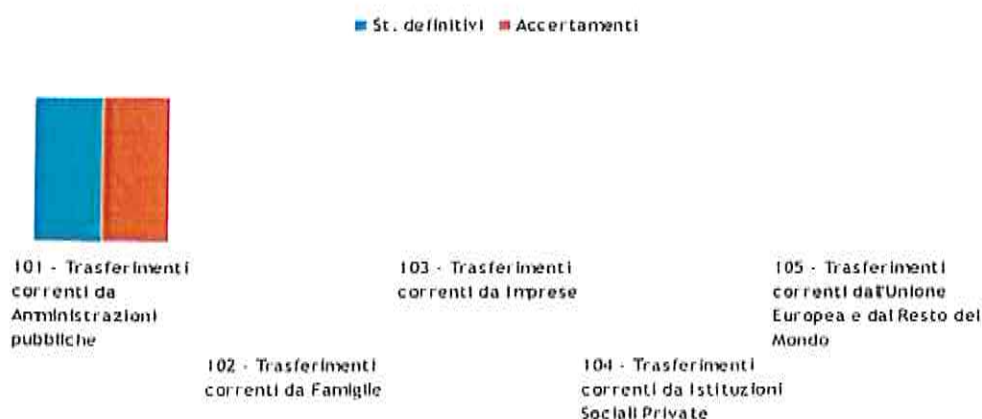 St. definitivi Accertamenti
101 - Trasferimenti
correnti da
Amministrazioni
pubbliche
102 - Trasferimenti
correnti da Famiglie
103 - Trasferimenti
correnti da Imprese
104 - Trasferimenti
correnti da Istituzioni
Sociali Private
105 - Trasferimenti
correnti dall'Unione
Europea e dal Resto del
Mondo